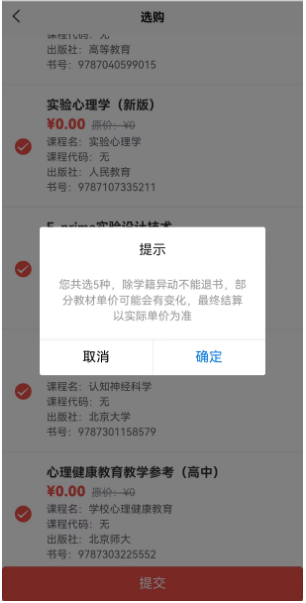 选购
课程代码：无
出版社：高等教育
书号：9787040599015
实验心理学（新版）
¥0.00 原价：¥0
课程名：实验心理学
课程代码：无
出版社：人民教育
书号：9787107335211
E-prime实验设计技术
提示
您共选5种，除学籍异动不能退书，部
分教材单价可能会有变化，最终结算
以实际单价为准
取消 确定
课程名：认知神经科学
课程代码：无
出版社：北京大学
书号：9787301158579
心理健康教育教学参考（高中）
¥0.00 原价：¥0
课程名：学校心理健康教育
课程代码：无
出版社：北京师大
书号：9787303225552
提交